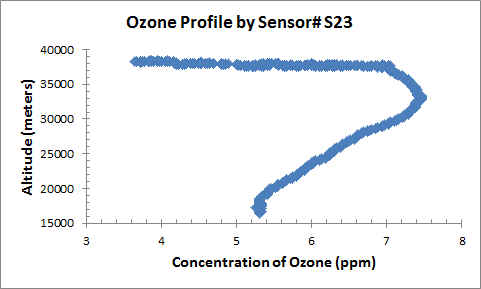 Ozone Profile by Sensor# S23
Altitude (meters)
40000
35000
30000
25000
20000
15000
3 4 5 6 7 8
Concentration of Ozone (ppm)